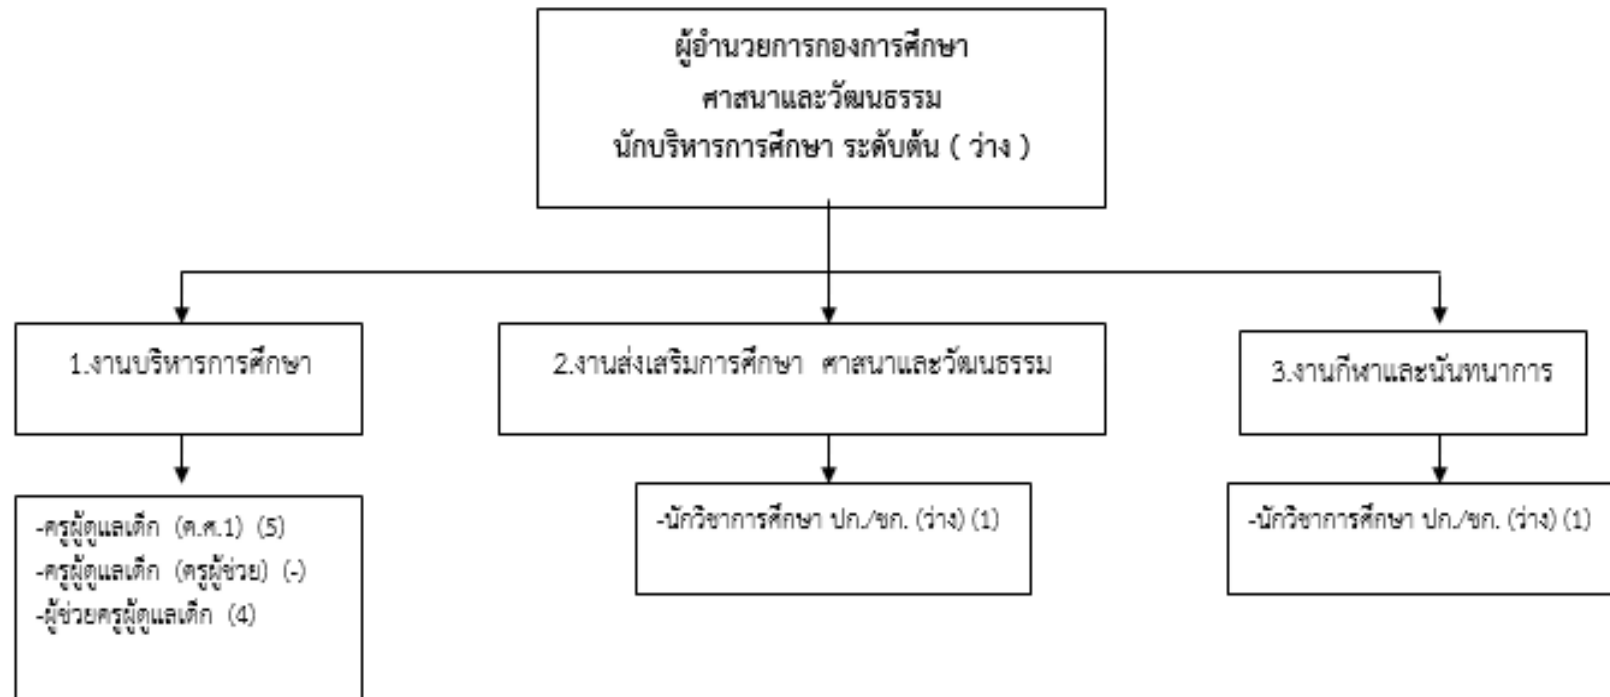 ผู้อำนวยการกองการศึกษา
ศาสนาและวัฒนธรรม
นักบริหารการศึกษา ระดับต้น ( ว่าง )
1.งานบริหารการศึกษา
2.งานส่งเสริมการศึกษา ศาสนาและวัฒนธรรม
3.งานกีฬาและนันทนาการ
-ครูผู้ดูแลเด็ก (ค.ศ.1) (5)
-ครูผู้ดูแลเด็ก (ครูผู้ช่วย) (-)
-ผู้ช่วยครูผู้ดูแลเด็ก (4)
-นักวิชาการศึกษา ปก./ชก. (ว่าง) (1)
-นักวิชาการศึกษา ปก./ชก. (ว่าง) (1)